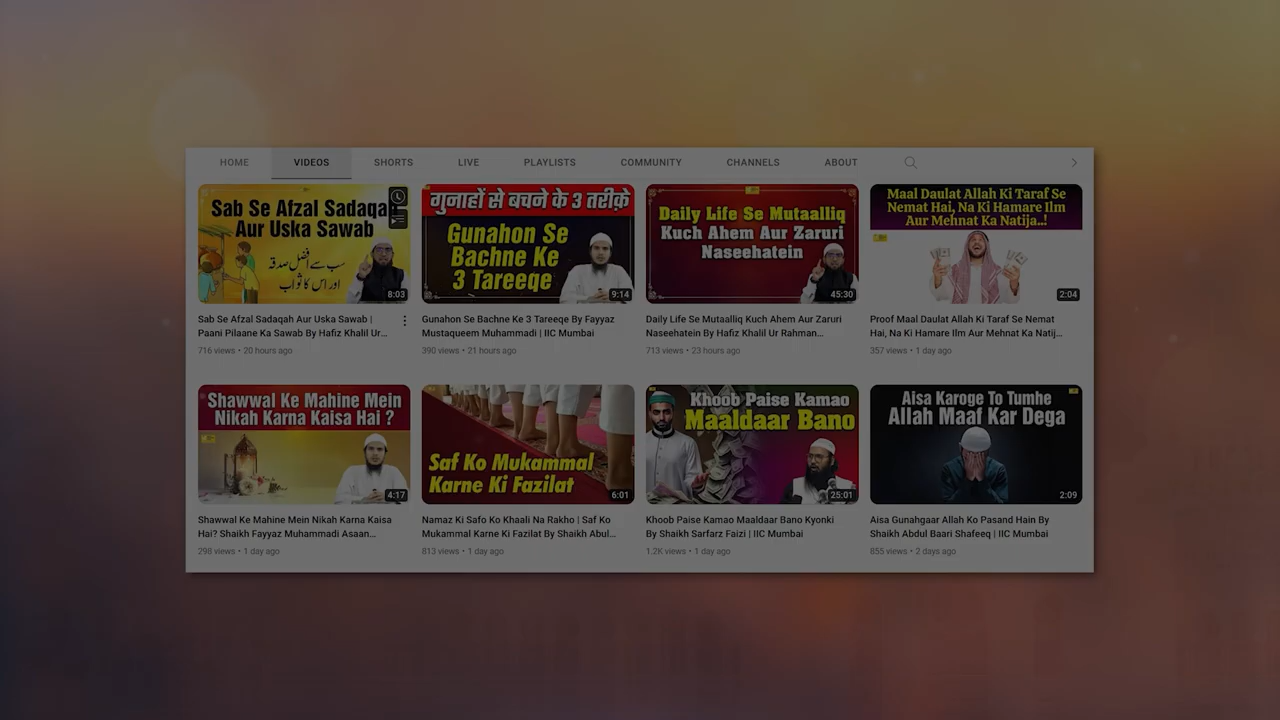 HOME
VIDEOS
SHORTS
LIVE
PLAYLISTS
COMMUNITY
CHANNELS
ABOUT
Sab Se Afzal Sadaqah
Aur Uska Sawab
سب سے افضل صدقہ
اور اس کا ثواب
8:03
Sab Se Afzal Sadaqah Aur Uska Sawab |
Paani Pilaane Ka Sawab By Hafiz Khalil Ur...
716 views • 20 hours ago
गुनाहों से बचने के 3 तरीक़े
Gunahon Se
Bachne Ke
3 Tareeqe
9:14
Gunahon Se Bachne Ke 3 Tareeqe By Fayyaz
Mustaqueem Muhammadi | IIC Mumbai
390 views • 21 hours ago
Daily Life Se Mutaalliq
Kuch Ahem Aur Zaruri
Naseehatein
45:30
Daily Life Se Mutaalliq Kuch Ahem Aur Zaruri
Naseehatein By Hafiz Khalil Ur Rahman...
713 views • 23 hours ago
Maal Daulat Allah Ki Taraf Se
Nemat Hai, Na Ki Hamare Ilm
Aur Mehnat Ka Natija..!
2:04
Proof Maal Daulat Allah Ki Taraf Se Nemat
Hai, Na Ki Hamare Ilm Aur Mehnat Ka Natij...
357 views • 1 day ago
Shawwal Ke Mahine Mein
Nikah Karna Kaisa Hai ?
4:17
Shawwal Ke Mahine Mein Nikah Karna Kaisa
Hai? Shaikh Fayyaz Muhammadi Asaan...
298 views • 1 day ago
Saf Ko Mukammal
Karne Ki Fazilat
6:01
Namaz Ki Safo Ko Khaali Na Rakho | Saf Ko
Mukammal Karne Ki Fazilat By Shaikh Abul...
813 views • 1 day ago
Khoob Paise Kamao
Maaldaar Bano
25:01
Khoob Paise Kamao Maaldaar Bano Kyonki
By Shaikh Sarfarz Faizi | IIC Mumbai
1.2K views • 1 day ago
Aisa Karoge To Tumhe
Allah Maaf Kar Dega
2:09
Aisa Gunahgaar Allah Ko Pasand Hain By
Shaikh Abdul Baari Shafeeq | IIC Mumbai
855 views • 2 days ago